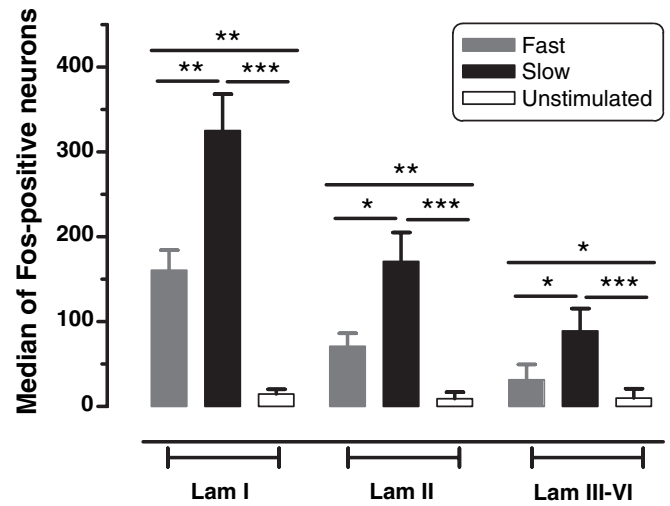 Median of Fos-positive neurons
400
300
200
100
0
Fast
Slow
Unstimulated
**
** ***
**
* ***
*
* ***
Lam I Lam II Lam III-VI